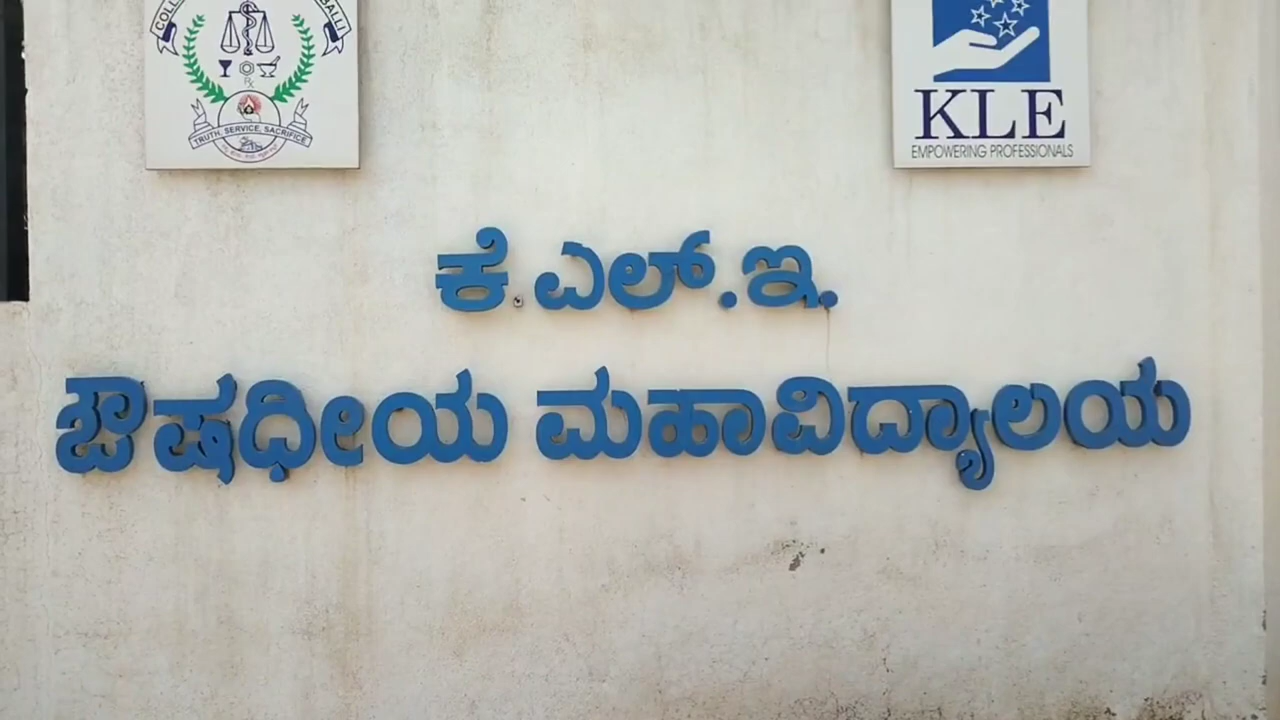 TRUTH, SERVICE, SACRIFICE
KLE
EMPOWERING PROFESSIONALS
ಕೆ.ಎಲ್.ಇ.
ಔಷಧೀಯ ಮಹಾವಿದ್ಯಾಲಯ